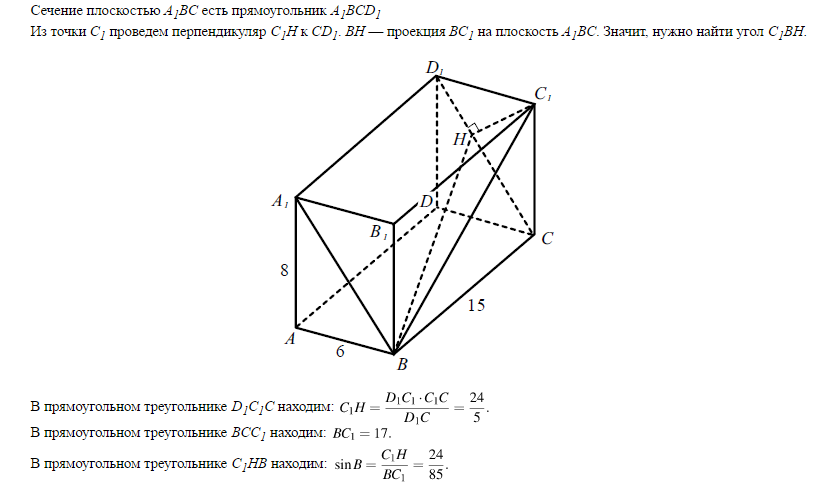 Сечение плоскостью A₁BC есть прямоугольник A₁BCD₁
Из точки C₁ проведем перпендикуляр C₁H к CD₁. BH — проекция BC₁ на плоскость A₁BC. Значит, нужно найти угол C₁BH.
D₁
C₁
H
A₁
D
B₁
C
8
15
A
6
B
В прямоугольном треугольнике D₁C₁C находим: C₁H = D₁C₁ · C₁C / D₁C = 24/5.
В прямоугольном треугольнике BCC₁ находим: BC₁ = 17.
В прямоугольном треугольнике C₁HB находим: sin B = C₁H / BC₁ = 24/85.